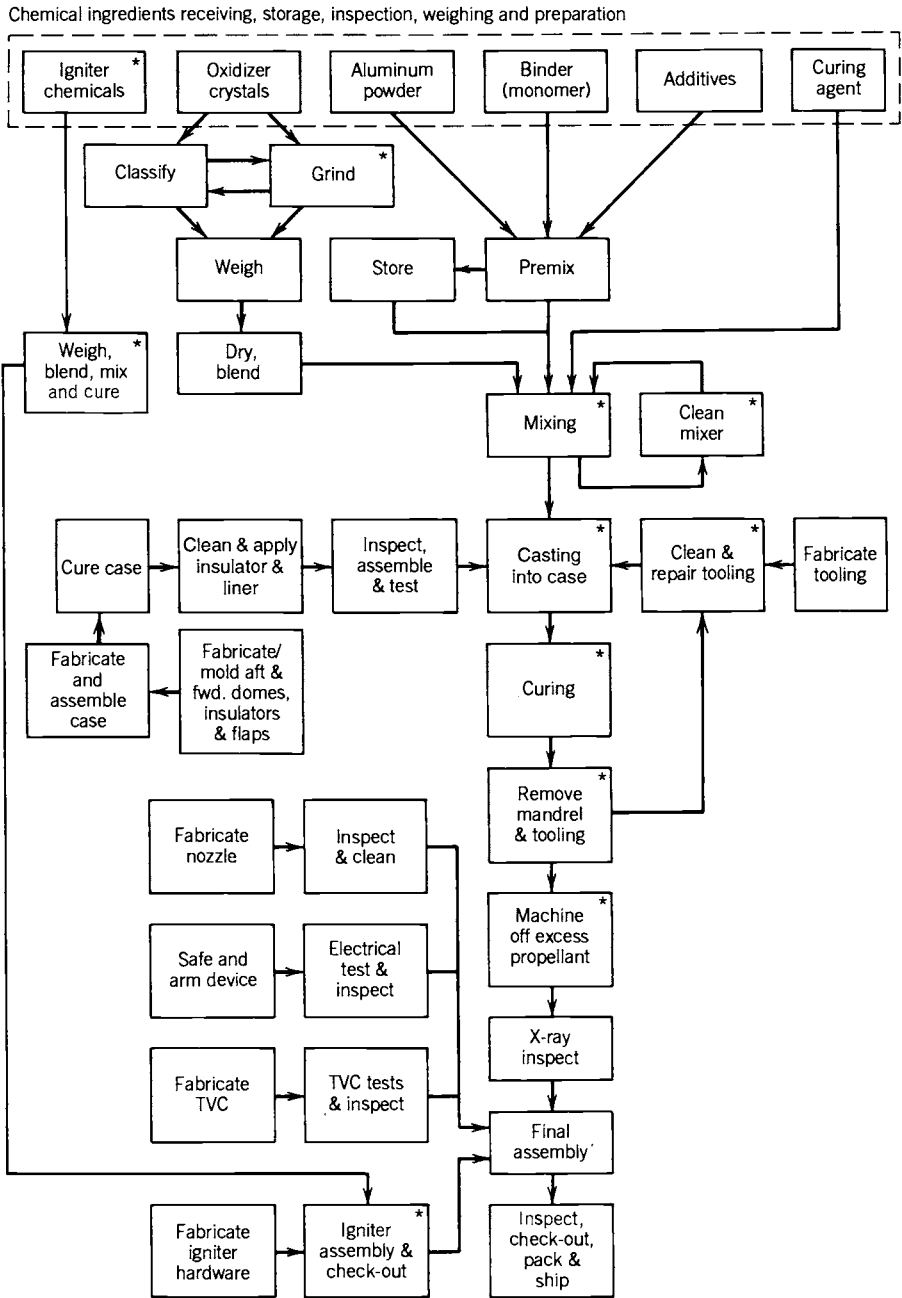 Chemical ingredients receiving, storage, inspection, weighing and preparation
Igniter *
chemicals
Oxidizer
crystals
Aluminum
powder
Binder
(monomer)
Additives
Curing
agent
Classify
Grind *
Weigh
Store
Premix
Weigh, *
blend, mix
and cure
Dry,
blend
Mixing *
Clean *
mixer
Cure case
Clean & apply
insulator &
liner
Inspect,
assemble
& test
Casting *
into case
Clean & *
repair tooling
Fabricate
tooling
Fabricate
and
assemble
case
Fabricate/
mold aft &
fwd. domes,
insulators
& flaps
Curing *
Remove *
mandrel
& tooling
Fabricate
nozzle
Inspect
& clean
Machine *
off excess
propellant
Safe and
arm device
Electrical
test &
inspect
X-ray
inspect
Fabricate
TVC
TVC tests
& inspect
Final
assembly
Fabricate
igniter
hardware
Igniter *
assembly &
check-out
Inspect,
check-out,
pack &
ship